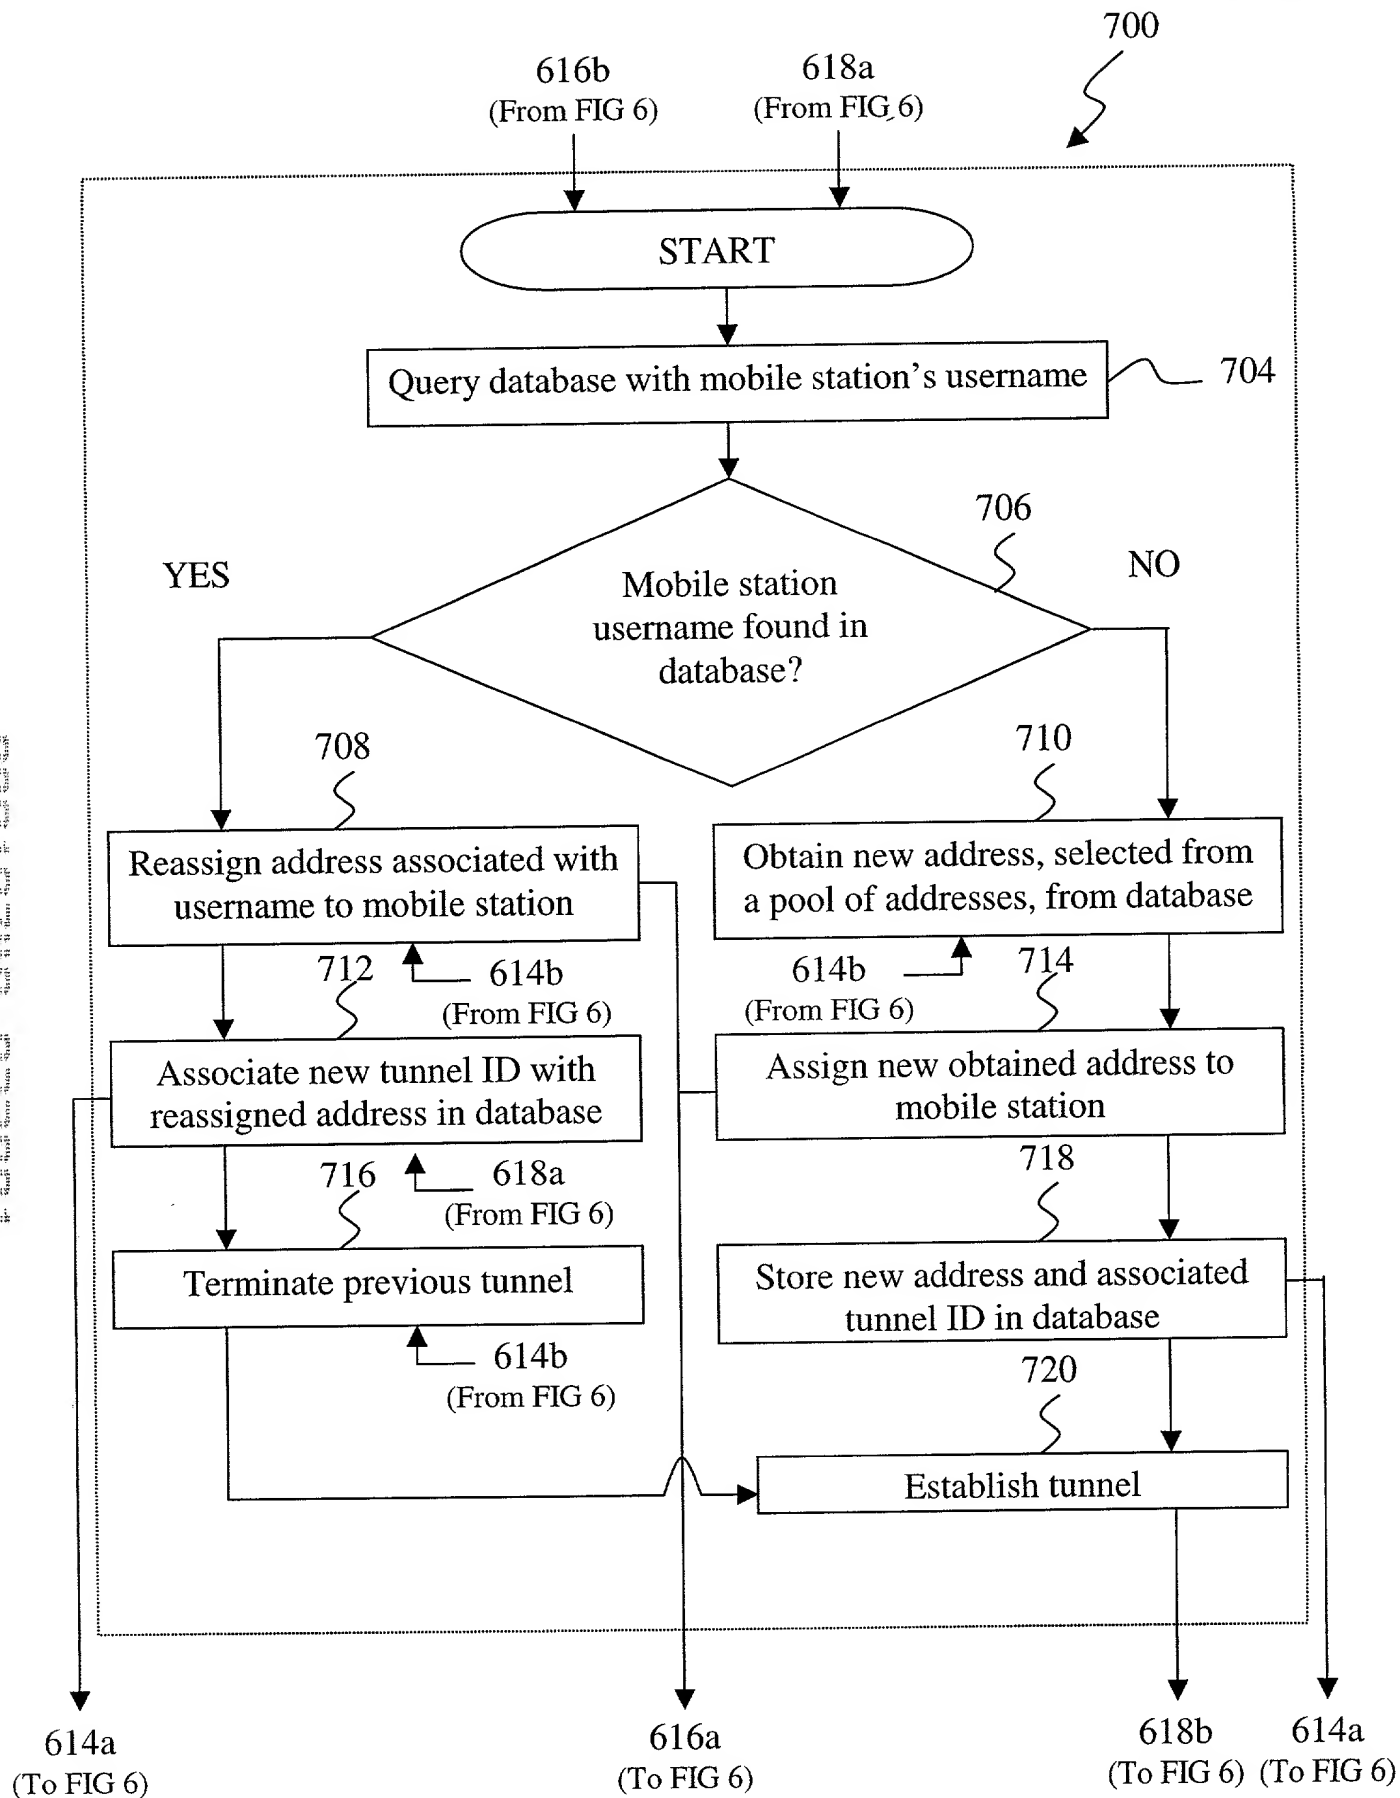 700
616b
(From FIG 6)
618a
(From FIG 6)
START
Query database with mobile station's username
704
706
YES
NO
Mobile station
username found in
database?
708
710
Reassign address associated with
username to mobile station
Obtain new address, selected from
a pool of addresses, from database
712
614b
(From FIG 6)
614b
(From FIG 6)
714
Associate new tunnel ID with
reassigned address in database
Assign new obtained address to
mobile station
716
618a
(From FIG 6)
718
Terminate previous tunnel
Store new address and associated
tunnel ID in database
614b
(From FIG 6)
720
Establish tunnel
614a
(To FIG 6)
616a
(To FIG 6)
618b
(To FIG 6)
614a
(To FIG 6)